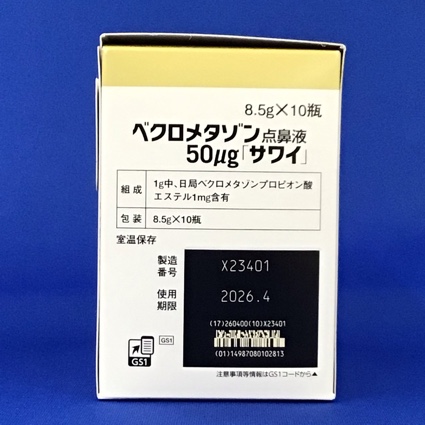 8.5g×10瓶
ベクロメタゾン点鼻液
50μg「サワイ」
組成 1g中、日局ベクロメタゾンプロピオン酸
エステル1mg含有
包装 8.5g×10瓶
室温保存
製造
番号 X23401
使用
期限 2026.4
(17)260400(10)X23401
(01)14987080102813
GS1
GS1
注意事項等情報はGS1コードから▲